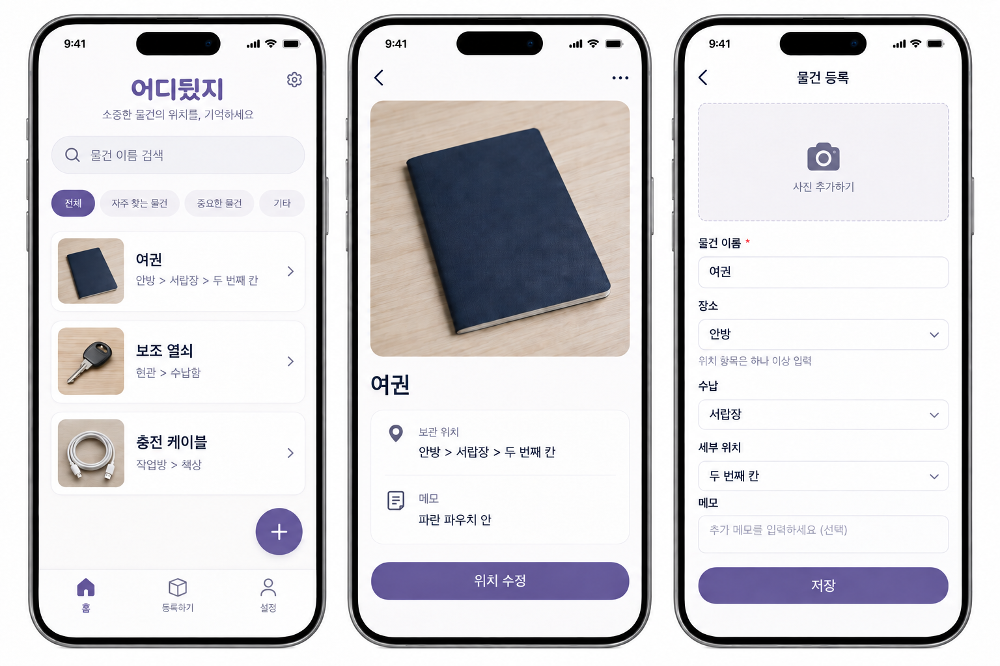 9:41
어디뒀지
소중한 물건의 위치를, 기억하세요
물건 이름 검색
전체
자주 찾는 물건
중요한 물건
기타
여권
안방 > 서랍장 > 두 번째 칸
보조 열쇠
현관 > 수납함
충전 케이블
작업방 > 책상
홈
등록하기
설정
9:41
여권
보관 위치
안방 > 서랍장 > 두 번째 칸
메모
파란 파우치 안
위치 수정
9:41
물건 등록
사진 추가하기
물건 이롬 *
여권
장소
안방
위치 항목은 하나 이상 입력
수납
서랍장
세부 위치
두 번째 칸
메모
추가 메모를 입력하세요 (선택)
저장